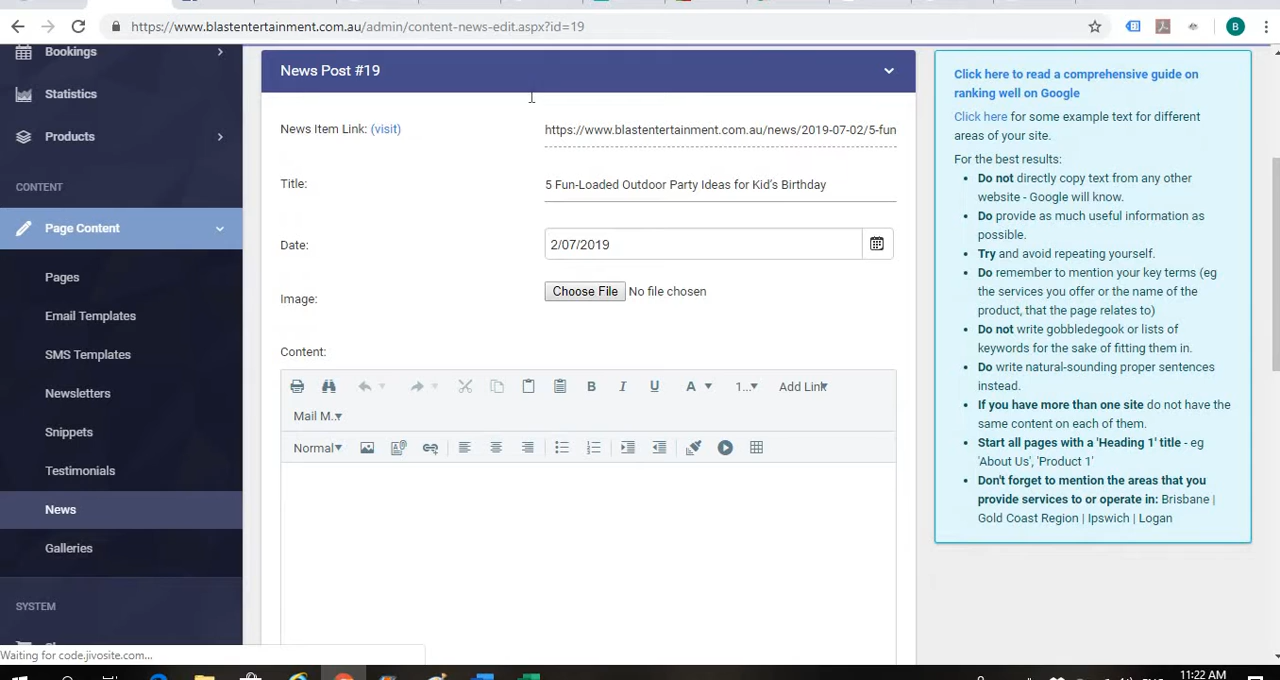 https://www.blastentertainment.com.au/admin/content-news-edit.aspx?id=19
B
Bookings
Statistics
Products
CONTENT
Page Content
Pages
Email Templates
SMS Templates
Newsletters
Snippets
Testimonials
News
Galleries
SYSTEM
News Post #19
News Item Link: (visit)
https://www.blastentertainment.com.au/news/2019-07-02/5-fun
Title:
5 Fun-Loaded Outdoor Party Ideas for Kid's Birthday
Date:
2/07/2019
Image:
Choose File No file chosen
Content:
B I U A 1... Add Link
Mail M..
Normal
Click here to read a comprehensive guide on
ranking well on Google
Click here for some example text for different
areas of your site.
For the best results:
Do not directly copy text from any other
website - Google will know.
Do provide as much useful information as
possible.
Try and avoid repeating yourself.
Do remember to mention your key terms (eg
the services you offer or the name of the
product, that the page relates to)
Do not write gobbledegook or lists of
keywords for the sake of fitting them in.
Do write natural-sounding proper sentences
instead.
If you have more than one site do not have the
same content on each of them.
Start all pages with a 'Heading 1' title - eg
'About Us', 'Product 1'
Don't forget to mention the areas that you
provide services to or operate in: Brisbane |
Gold Coast Region | Ipswich | Logan
Waiting for code.jivosite.com...
ENG
11:22 AM